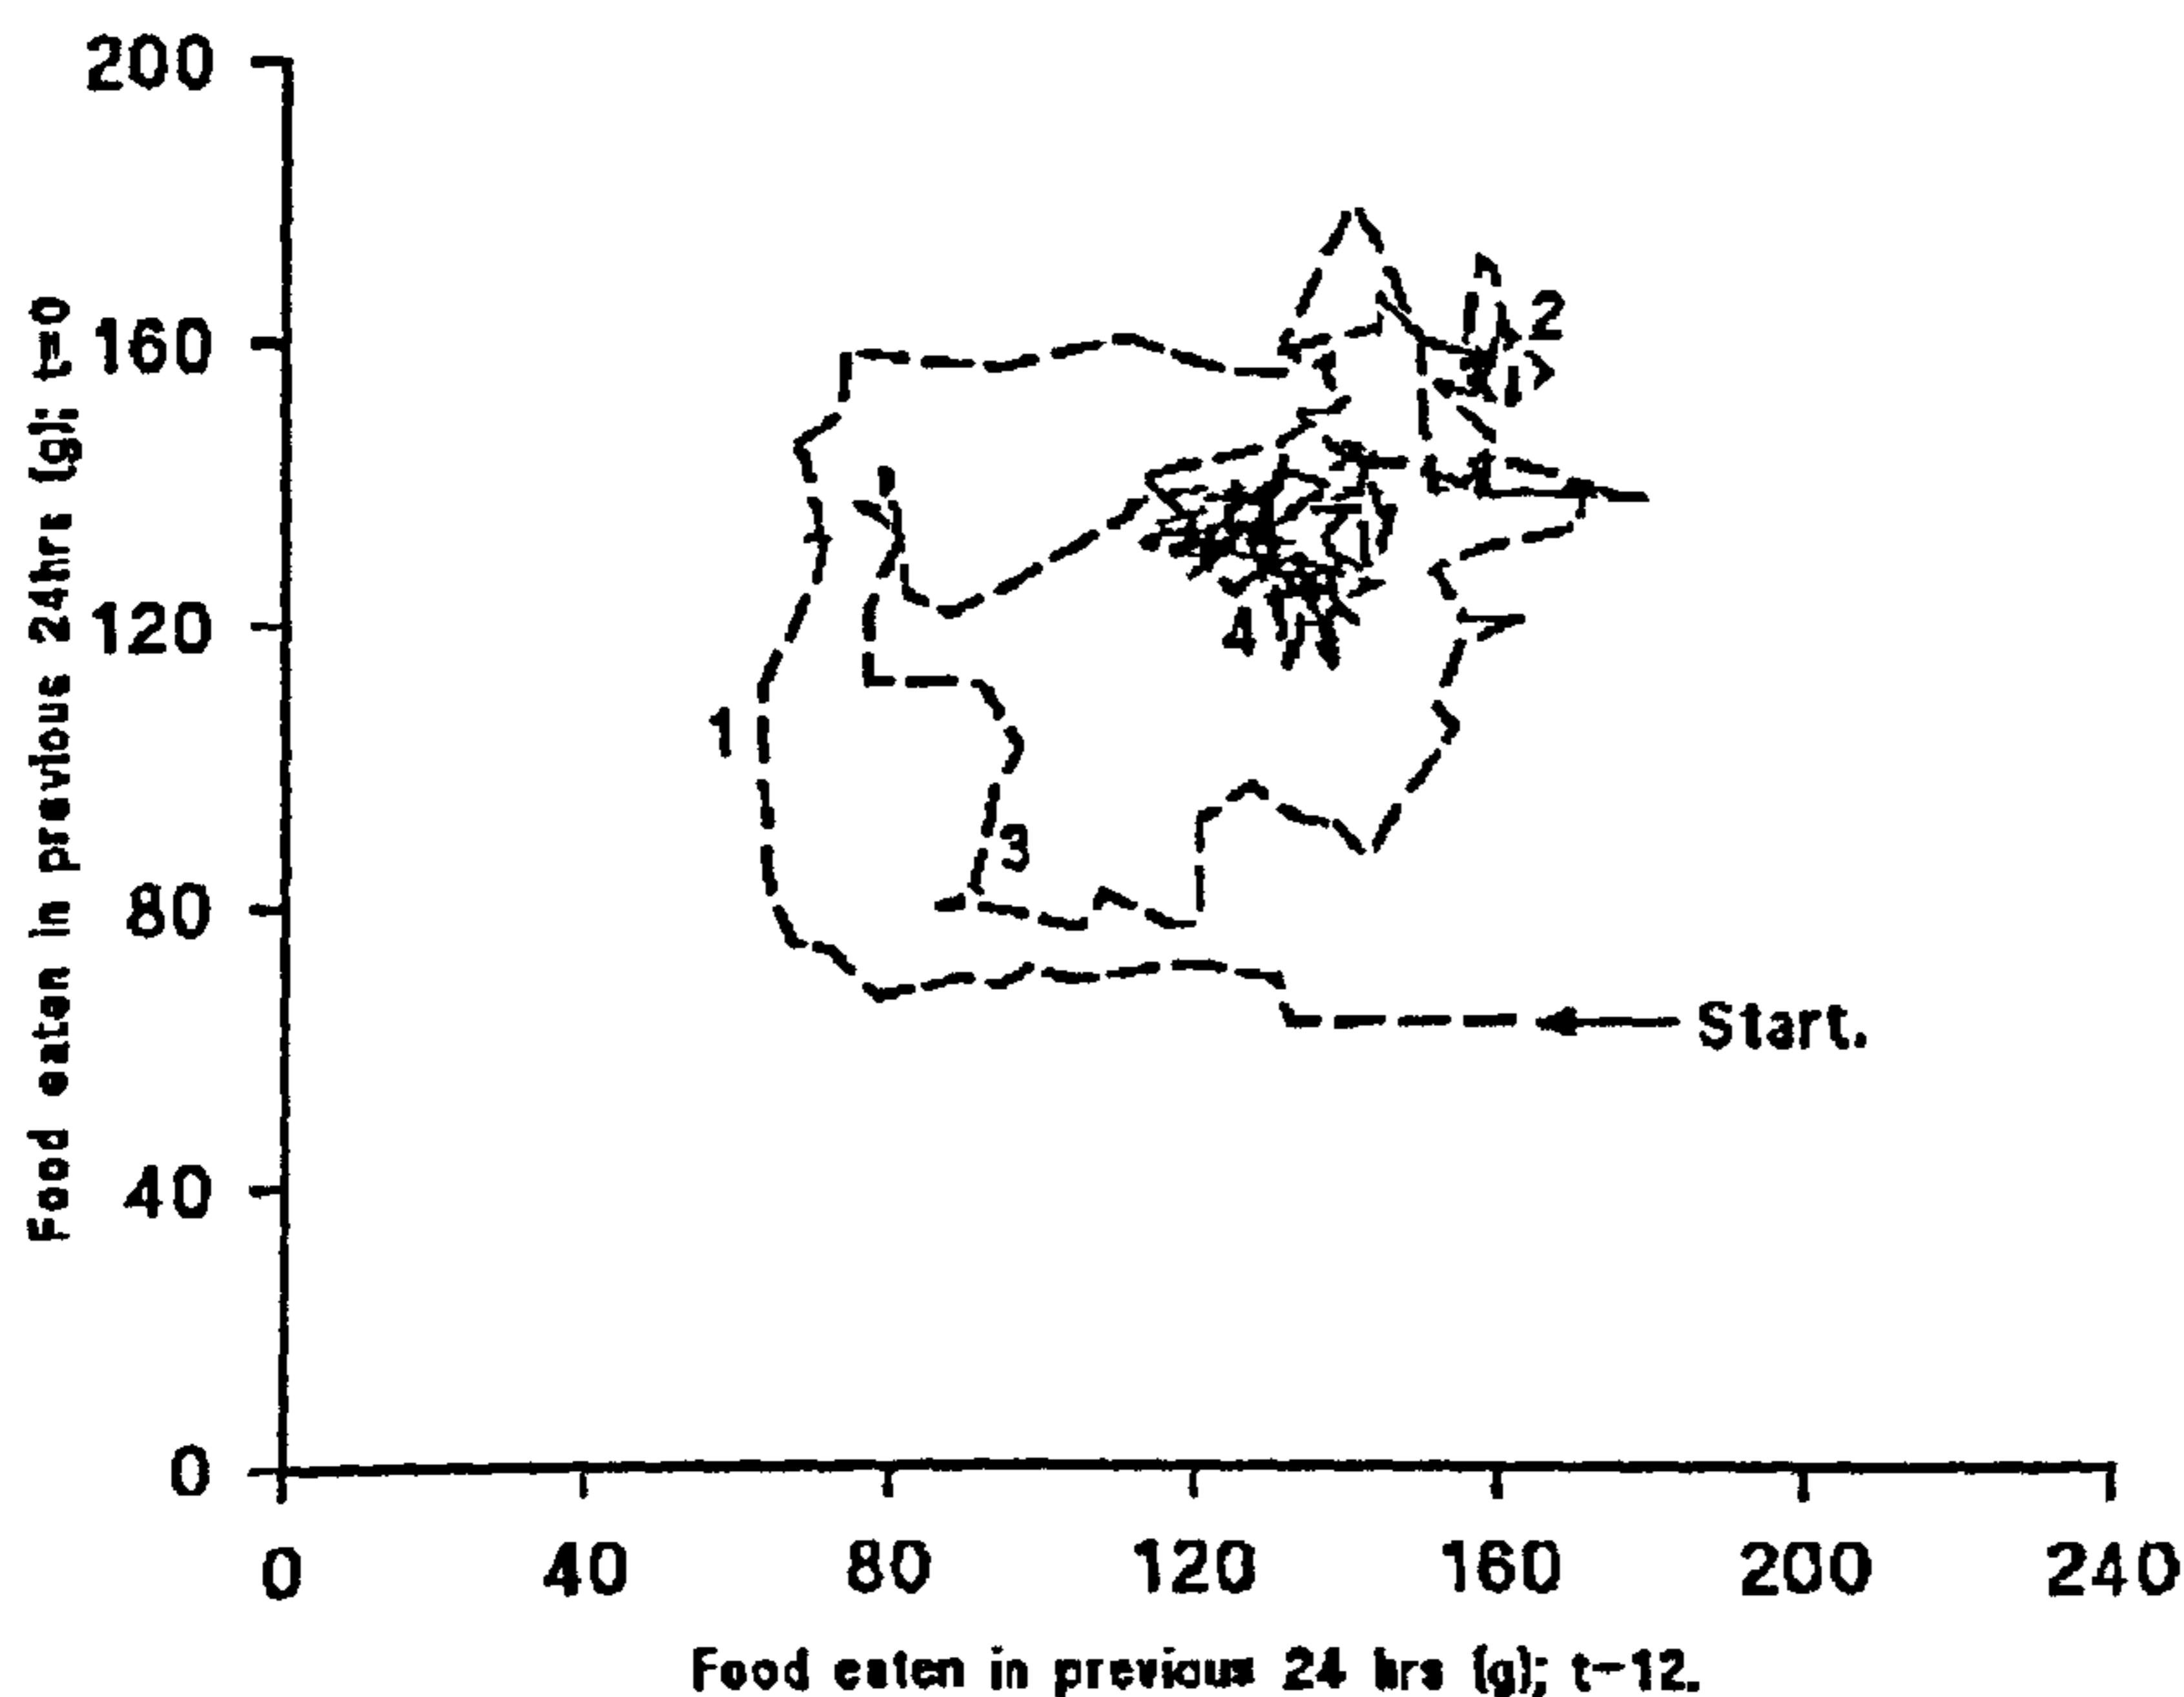 200
160
120
80
40
0
Food eaten in previous 24hrs (g); t=0
2
4
1
3
Start.
0 40 80 120 160 200 240
Food eaten in previous 24 hrs (g); t-12.